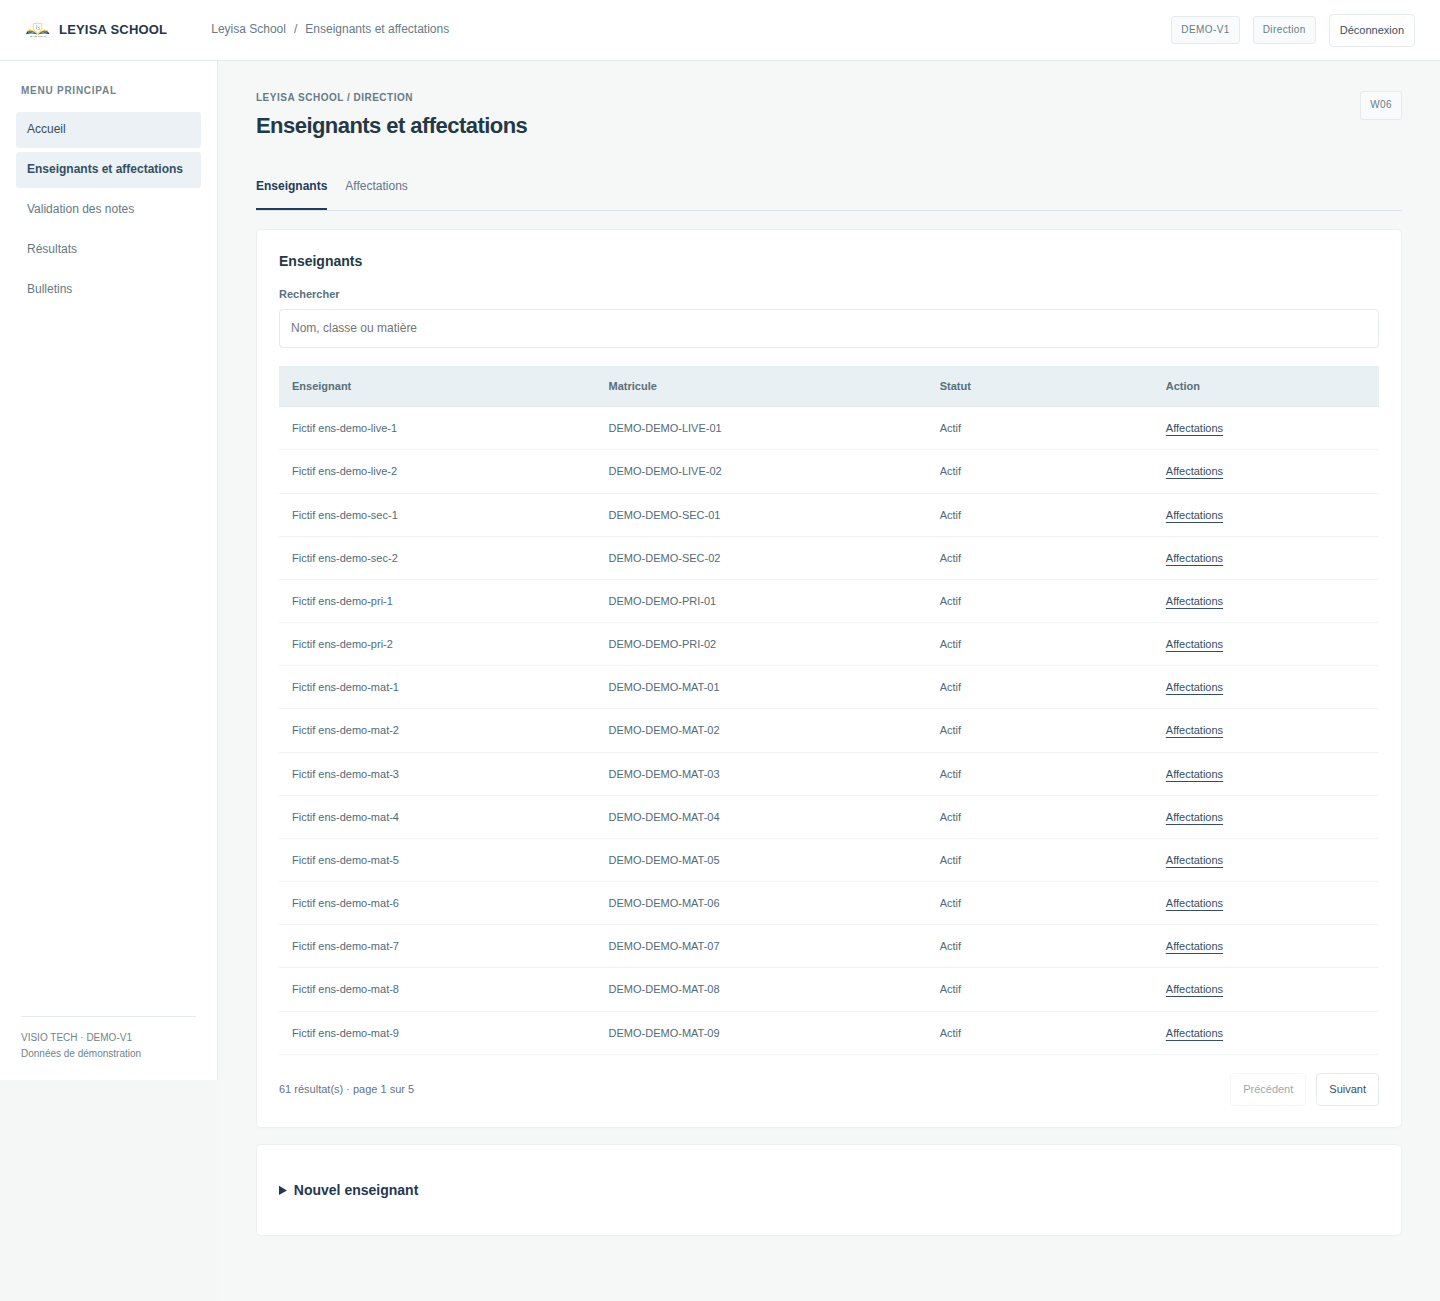 LEYISA SCHOOL
Leyisa School / Enseignants et affectations
DEMO-V1
Direction
Déconnexion
MENU PRINCIPAL
Accueil
Enseignants et affectations
Validation des notes
Résultats
Bulletins
VISIO TECH · DEMO-V1
Données de démonstration
LEYISA SCHOOL / DIRECTION
W06
Enseignants et affectations
Enseignants Affectations
Enseignants
Rechercher
Nom, classe ou matière
Enseignant Matricule Statut Action
Fictif ens-demo-live-1 DEMO-DEMO-LIVE-01 Actif Affectations
Fictif ens-demo-live-2 DEMO-DEMO-LIVE-02 Actif Affectations
Fictif ens-demo-sec-1 DEMO-DEMO-SEC-01 Actif Affectations
Fictif ens-demo-sec-2 DEMO-DEMO-SEC-02 Actif Affectations
Fictif ens-demo-pri-1 DEMO-DEMO-PRI-01 Actif Affectations
Fictif ens-demo-pri-2 DEMO-DEMO-PRI-02 Actif Affectations
Fictif ens-demo-mat-1 DEMO-DEMO-MAT-01 Actif Affectations
Fictif ens-demo-mat-2 DEMO-DEMO-MAT-02 Actif Affectations
Fictif ens-demo-mat-3 DEMO-DEMO-MAT-03 Actif Affectations
Fictif ens-demo-mat-4 DEMO-DEMO-MAT-04 Actif Affectations
Fictif ens-demo-mat-5 DEMO-DEMO-MAT-05 Actif Affectations
Fictif ens-demo-mat-6 DEMO-DEMO-MAT-06 Actif Affectations
Fictif ens-demo-mat-7 DEMO-DEMO-MAT-07 Actif Affectations
Fictif ens-demo-mat-8 DEMO-DEMO-MAT-08 Actif Affectations
Fictif ens-demo-mat-9 DEMO-DEMO-MAT-09 Actif Affectations
61 résultat(s) · page 1 sur 5
Précédent Suivant
Nouvel enseignant